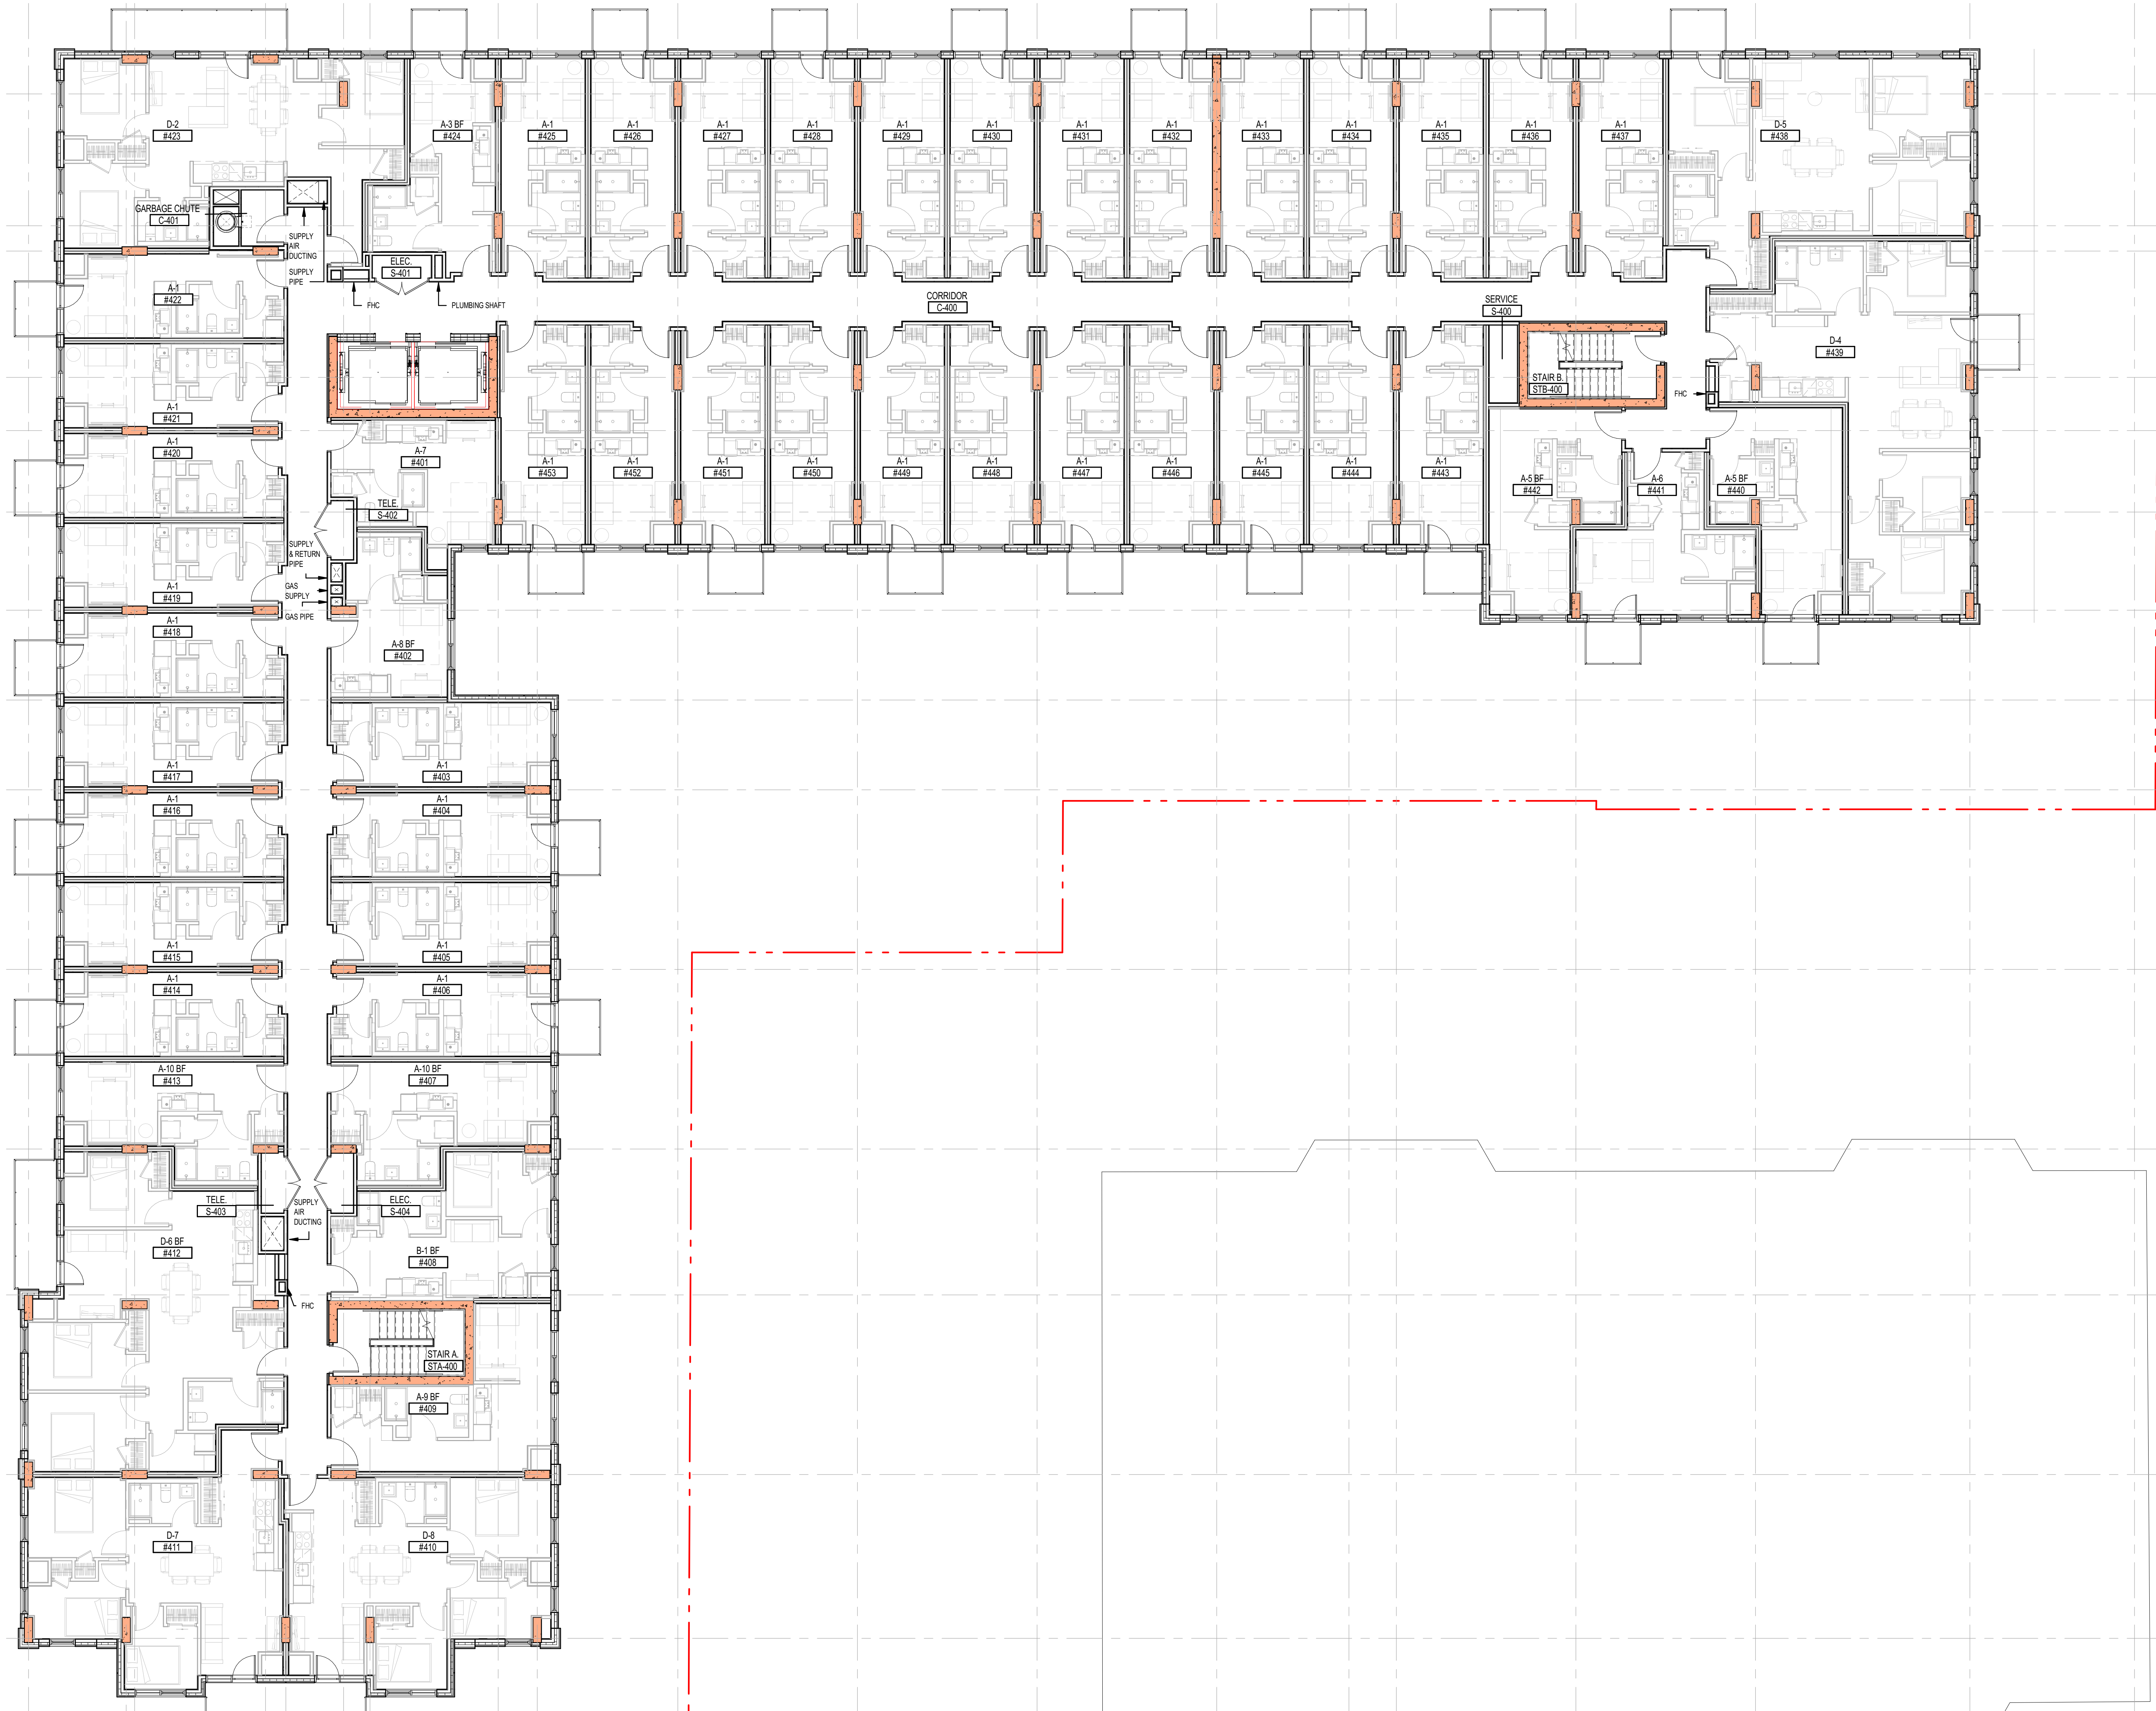 D-2
#423
A-3 BF
#424
A-1
#425
A-1
#426
A-1
#427
A-1
#428
A-1
#429
A-1
#430
A-1
#431
A-1
#432
A-1
#433
A-1
#434
A-1
#435
A-1
#436
A-1
#437
D-5
#438
GARBAGE CHUTE
C-401
SUPPLY
AIR
DUCTING
SUPPLY
PIPE
ELEC.
S-401
FHC
PLUMBING SHAFT
A-1
#422
CORRIDOR
C-400
SERVICE
S-400
D-4
#439
STAIR B.
STB-400
FHC
A-1
#421
A-1
#420
A-7
#401
A-1
#453
A-1
#452
A-1
#451
A-1
#450
A-1
#449
A-1
#448
A-1
#447
A-1
#446
A-1
#445
A-1
#444
A-1
#443
A-5 BF
#442
A-6
#441
A-5 BF
#440
TELE.
S-402
SUPPLY
& RETURN
PIPE
GAS
SUPPLY
GAS PIPE
A-1
#419
A-1
#418
A-8 BF
#402
A-1
#417
A-1
#403
A-1
#416
A-1
#404
A-1
#415
A-1
#405
A-1
#414
A-1
#406
A-10 BF
#413
A-10 BF
#407
TELE.
S-403
SUPPLY
AIR
DUCTING
ELEC.
S-404
D-6 BF
#412
B-1 BF
#408
FHC
STAIR A.
STA-400
A-9 BF
#409
D-7
#411
D-8
#410